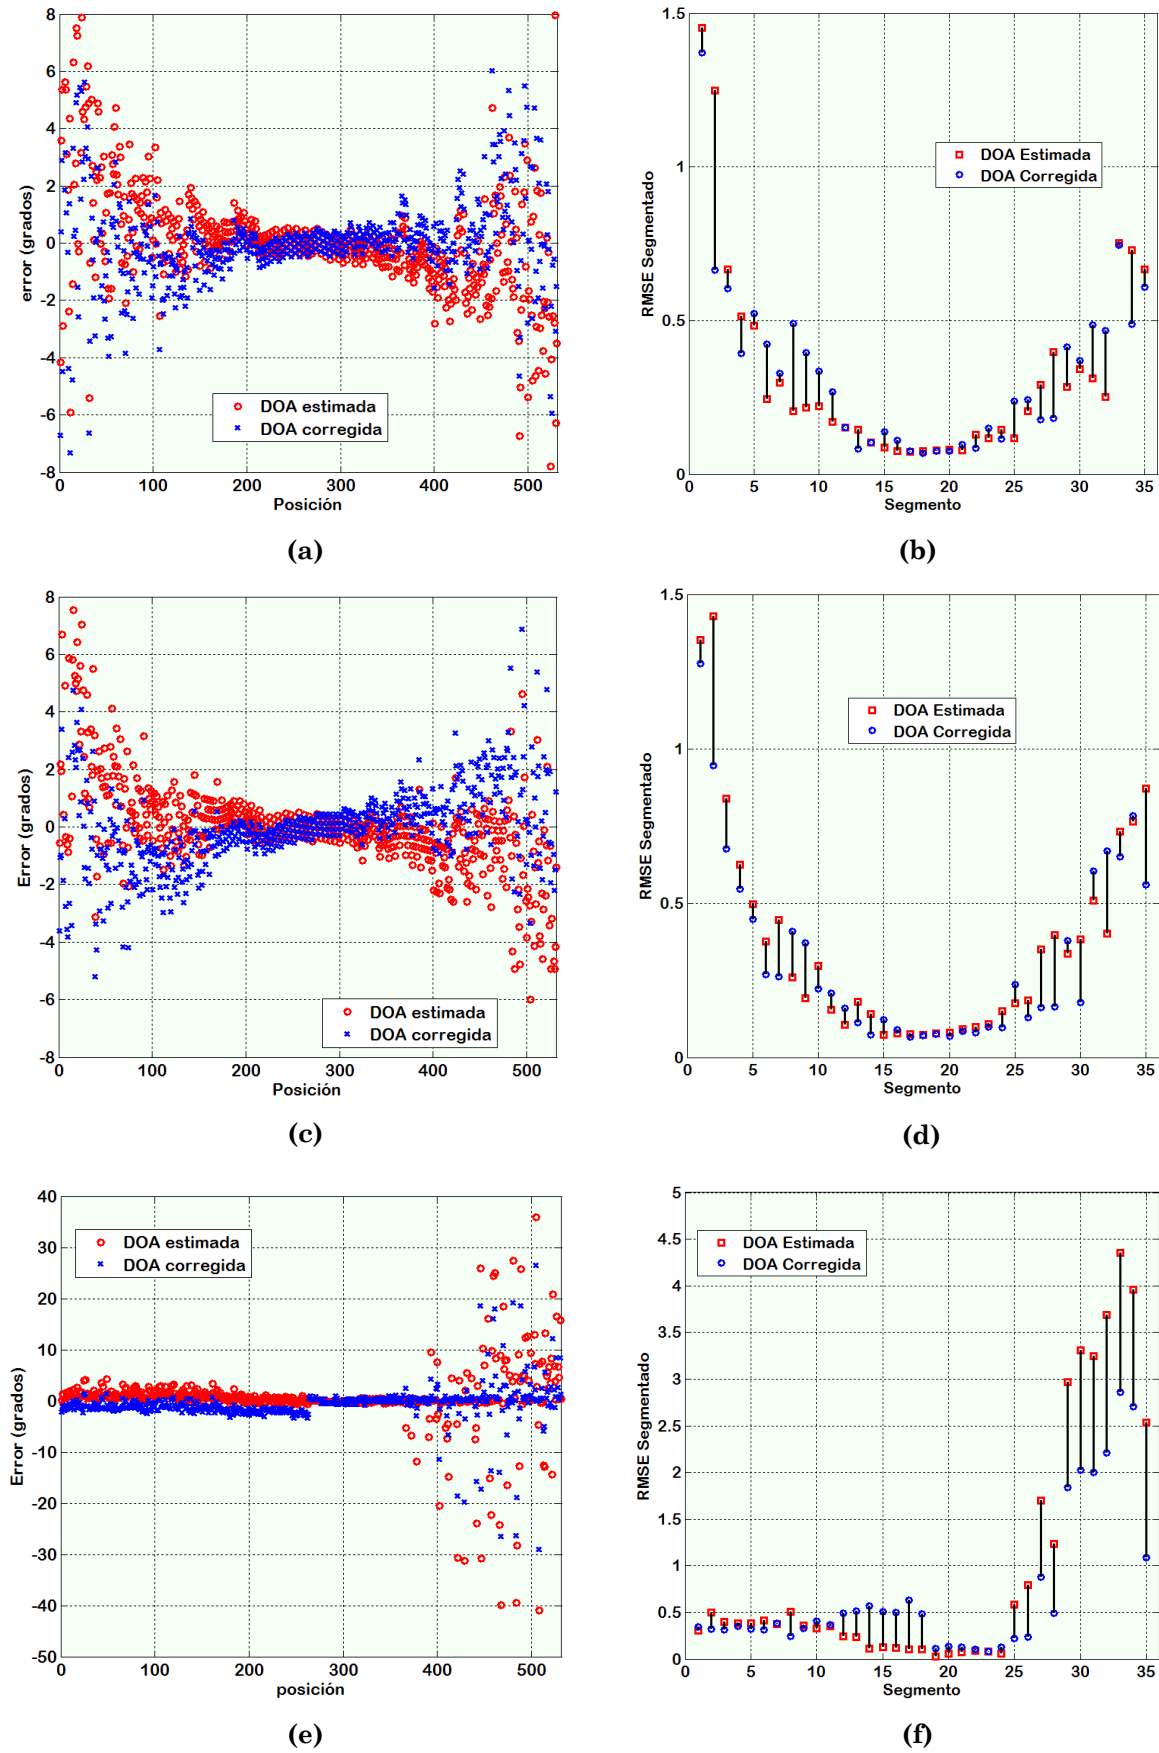 8
6
4
2
0
-2
-4
-6
-8
error (grados)
DOA estimada
DOA corregida
0 100 200 300 400 500
Posición
(a)
1.5
1
0.5
0
RMSE Segmentado
DOA Estimada
DOA Corregida
0 5 10 15 20 25 30 35
Segmento
(b)
8
6
4
2
0
-2
-4
-6
-8
Error (grados)
DOA estimada
DOA corregida
0 100 200 300 400 500
Posición
(c)
1.5
1
0.5
0
RMSE Segmentado
DOA Estimada
DOA Corregida
0 5 10 15 20 25 30 35
Segmento
(d)
40
30
20
10
0
-10
-20
-30
-40
-50
Error (grados)
DOA estimada
DOA corregida
0 100 200 300 400 500
posición
(e)
5
4.5
4
3.5
3
2.5
2
1.5
1
0.5
0
RMSE Segmentado
DOA Estimada
DOA Corregida
0 5 10 15 20 25 30 35
Segmento
(f)